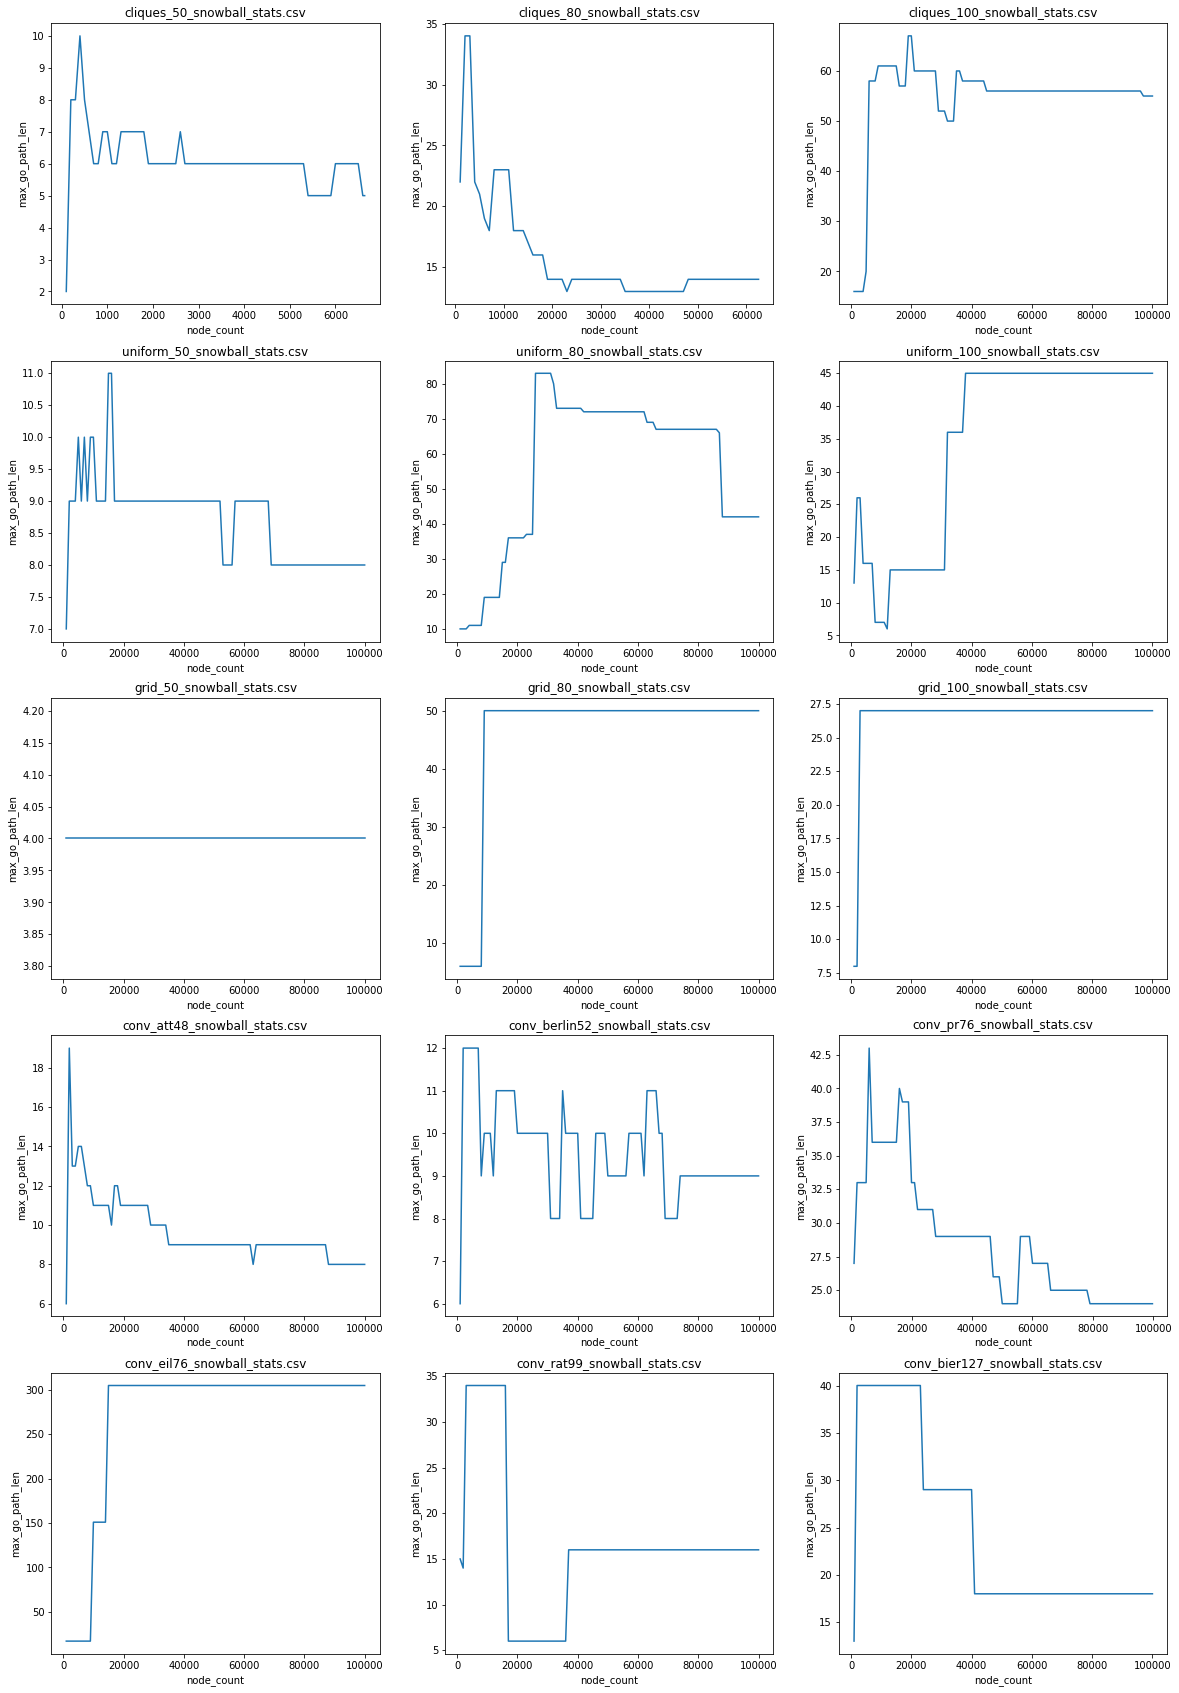 cliques_50_snowball_stats.csv
max_go_path_len
10
9
8
7
6
5
4
3
2
0 1000 2000 3000 4000 5000 6000
node_count
cliques_80_snowball_stats.csv
max_go_path_len
35
30
25
20
15
0 10000 20000 30000 40000 50000 60000
node_count
cliques_100_snowball_stats.csv
max_go_path_len
60
50
40
30
20
0 20000 40000 60000 80000 100000
node_count
uniform_50_snowball_stats.csv
max_go_path_len
11.0
10.5
10.0
9.5
9.0
8.5
8.0
7.5
7.0
0 20000 40000 60000 80000 100000
node_count
uniform_80_snowball_stats.csv
max_go_path_len
80
70
60
50
40
30
20
10
0 20000 40000 60000 80000 100000
node_count
uniform_100_snowball_stats.csv
max_go_path_len
45
40
35
30
25
20
15
10
5
0 20000 40000 60000 80000 100000
node_count
grid_50_snowball_stats.csv
max_go_path_len
4.20
4.15
4.10
4.05
4.00
3.95
3.90
3.85
3.80
0 20000 40000 60000 80000 100000
node_count
grid_80_snowball_stats.csv
max_go_path_len
50
40
30
20
10
0 20000 40000 60000 80000 100000
node_count
grid_100_snowball_stats.csv
max_go_path_len
27.5
25.0
22.5
20.0
17.5
15.0
12.5
10.0
7.5
0 20000 40000 60000 80000 100000
node_count
conv_att48_snowball_stats.csv
max_go_path_len
18
16
14
12
10
8
6
0 20000 40000 60000 80000 100000
node_count
conv_berlin52_snowball_stats.csv
max_go_path_len
12
11
10
9
8
7
6
0 20000 40000 60000 80000 100000
node_count
conv_pr76_snowball_stats.csv
max_go_path_len
42.5
40.0
37.5
35.0
32.5
30.0
27.5
25.0
0 20000 40000 60000 80000 100000
node_count
conv_eil76_snowball_stats.csv
max_go_path_len
300
250
200
150
100
50
0 20000 40000 60000 80000 100000
node_count
conv_rat99_snowball_stats.csv
max_go_path_len
35
30
25
20
15
10
5
0 20000 40000 60000 80000 100000
node_count
conv_bier127_snowball_stats.csv
max_go_path_len
40
35
30
25
20
15
0 20000 40000 60000 80000 100000
node_count